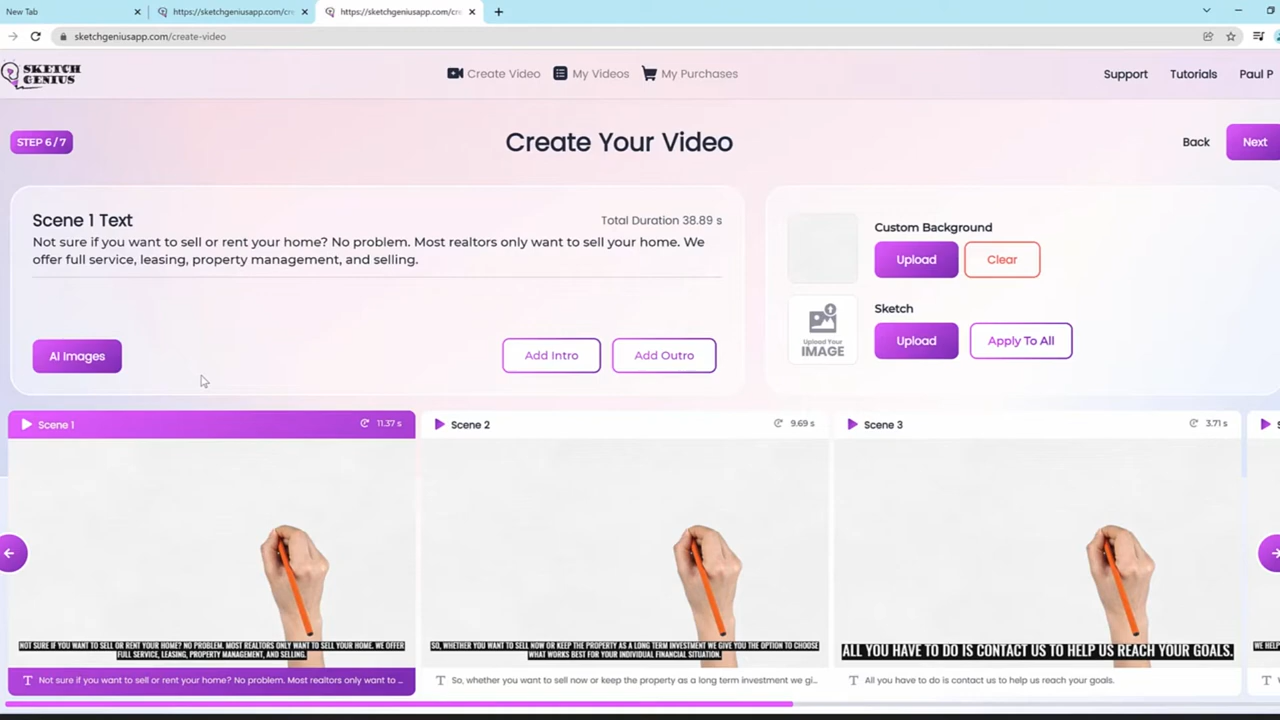 New Tab
https://sketchgeniusapp.com/cre
https://sketchgeniusapp.com/cre
sketchgeniusapp.com/create-video
SKETCH
GENIUS
Create Video
My Videos
My Purchases
Support
Tutorials
Paul P
STEP 6 / 7
Create Your Video
Back
Next
Scene 1 Text
Total Duration 38.89 s
Not sure if you want to sell or rent your home? No problem. Most realtors only want to sell your home. We
offer full service, leasing, property management, and selling.
AI Images
Add Intro
Add Outro
Custom Background
Upload
Clear
Sketch
Upload Your
IMAGE
Upload
Apply To All
Scene 1
11.37 s
Scene 2
9.69 s
Scene 3
3.71 s
NOT SURE IF YOU WANT TO SELL OR RENT YOUR HOME? NO PROBLEM. MOST REALTORS ONLY WANT TO SELL YOUR HOME. WE OFFER
FULL SERVICE, LEASING, PROPERTY MANAGEMENT, AND SELLING.
SO, WHETHER YOU WANT TO SELL NOW OR KEEP THE PROPERTY AS A LONG TERM INVESTMENT WE GIVE YOU THE OPTION TO CHOOSE
WHAT WORKS BEST FOR YOUR INDIVIDUAL FINANCIAL SITUATION.
ALL YOU HAVE TO DO IS CONTACT US TO HELP US REACH YOUR GOALS.
WE HELP
Not sure if you want to sell or rent your home? No problem. Most realtors only want to ...
So, whether you want to sell now or keep the property as a long term investment we gi...
All you have to do is contact us to help us reach your goals.